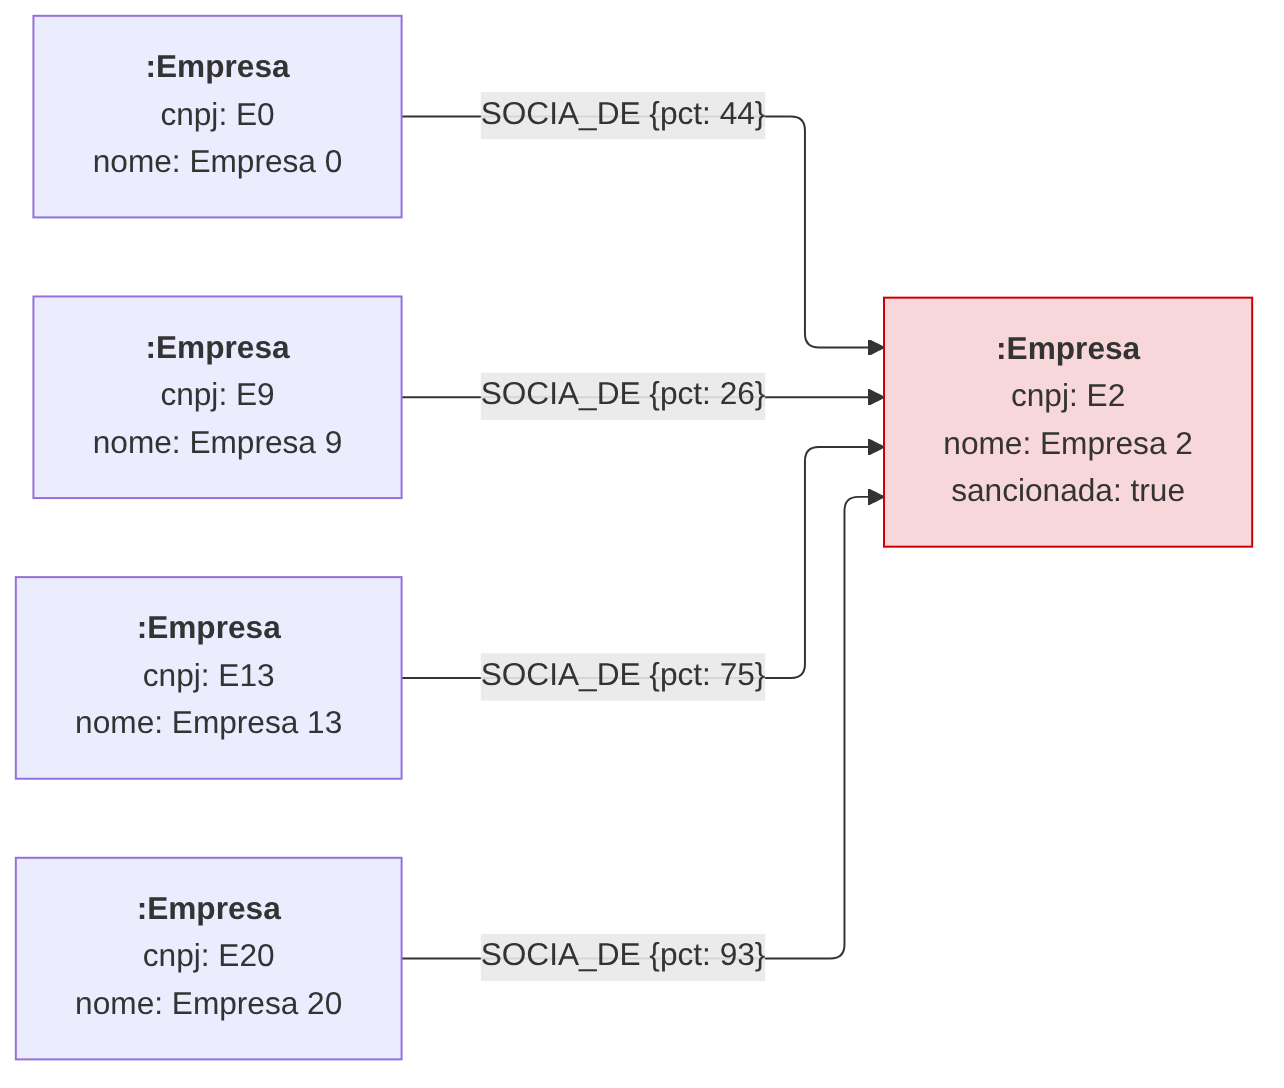 :Empresa
cnpj: E0
nome: Empresa 0
SOCIA_DE {pct: 44}
:Empresa
cnpj: E9
nome: Empresa 9
SOCIA_DE {pct: 26}
:Empresa
cnpj: E2
nome: Empresa 2
sancionada: true
:Empresa
cnpj: E13
nome: Empresa 13
SOCIA_DE {pct: 75}
:Empresa
cnpj: E20
nome: Empresa 20
SOCIA_DE {pct: 93}